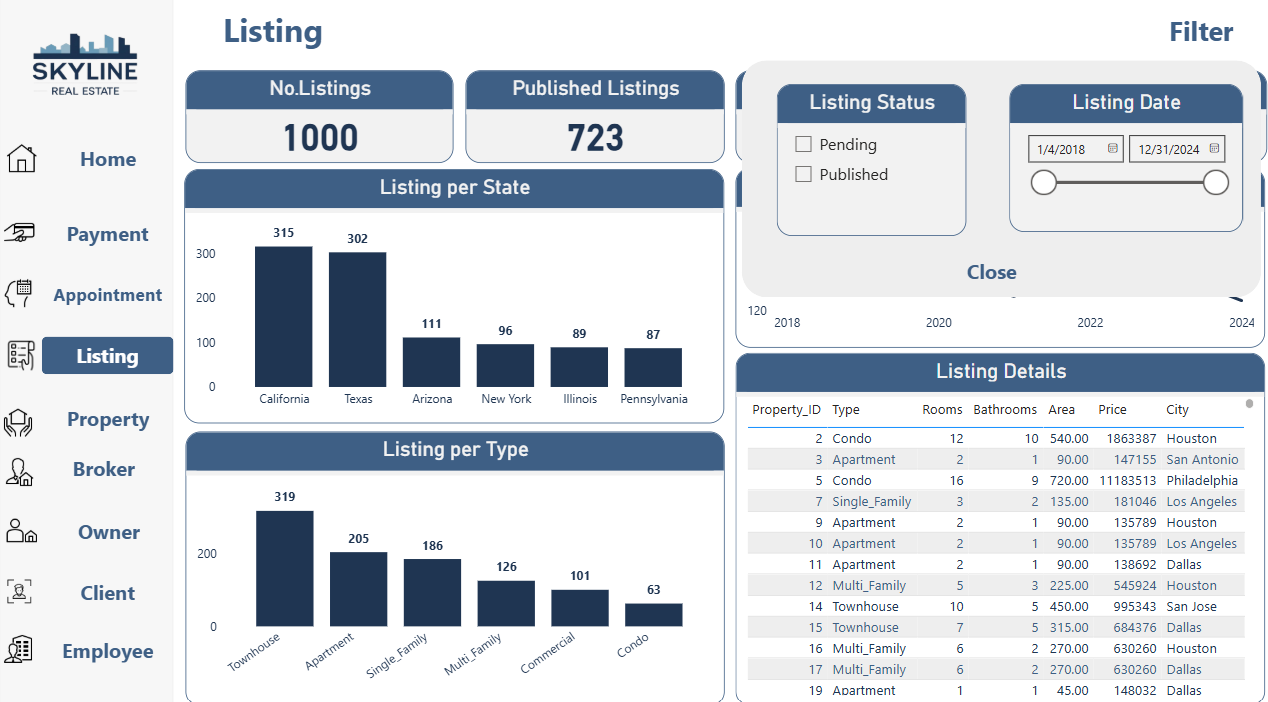 SKYLINE
REAL ESTATE
Home
Payment
Appointment
Listing
Property
Broker
Owner
Client
Employee
Listing
Filter
No.Listings
1000
Published Listings
723
Listing Status
Pending
Published
Listing Date
1/4/2018 12/31/2024
Close
Listing per State
315 302 111 96 89 87
300
200
100
0
California Texas Arizona New York Illinois Pennsylvania
120
2018 2020 2022 2024
Listing per Type
319 205 186 126 101 63
200
0
Townhouse Apartment Single_Family Multi_Family Commercial Condo
Listing Details
Property_ID Type Rooms Bathrooms Area Price City
2 Condo 12 10 540.00 1863387 Houston
3 Apartment 2 1 90.00 147155 San Antonio
5 Condo 16 9 720.00 11183513 Philadelphia
7 Single_Family 3 2 135.00 181046 Los Angeles
9 Apartment 2 1 90.00 135789 Houston
10 Apartment 2 1 90.00 135789 Los Angeles
11 Apartment 2 1 90.00 138692 Dallas
12 Multi_Family 5 3 225.00 545924 Houston
14 Townhouse 10 5 450.00 995343 San Jose
15 Townhouse 7 5 315.00 684376 Dallas
16 Multi_Family 6 2 270.00 630260 Houston
17 Multi_Family 6 2 270.00 630260 Dallas
19 Apartment 1 1 45.00 148032 Dallas